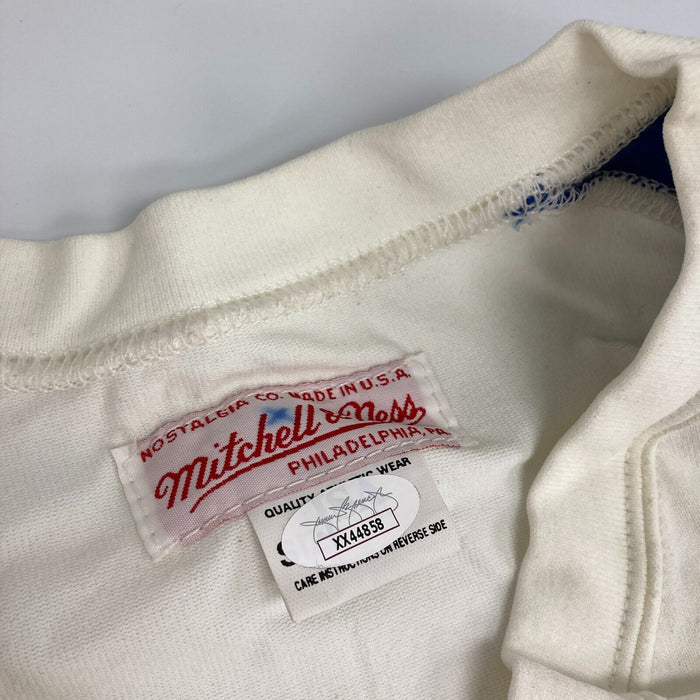 NOSTALGIA CO. MADE IN U.S.A.
Mitchell & Ness
PHILADELPHIA, PA
QUALITY ATHLETIC WEAR
XX44858
CARE INSTRUCTIONS ON REVERSE SIDE